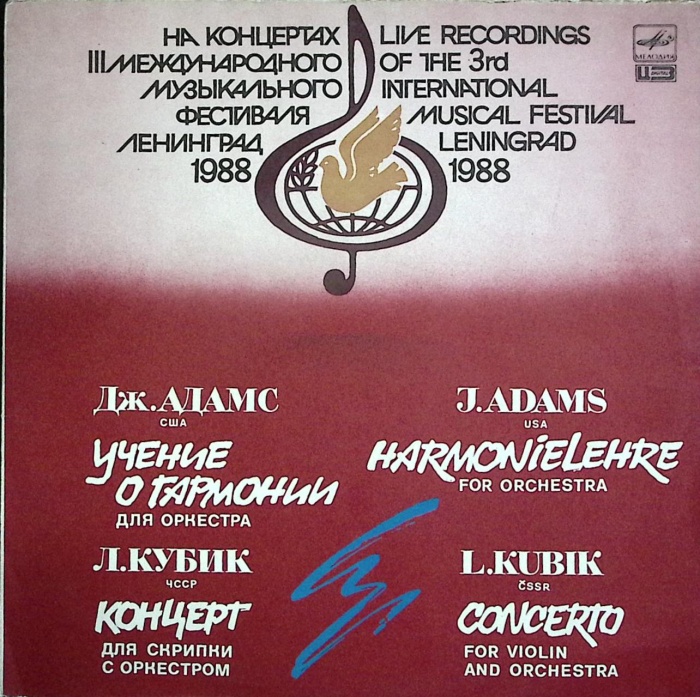 НА КОНЦЕРТАХ
III МЕЖДУНАРОДНОГО
МУЗЫКАЛЬНОГО
ФЕСТИВАЛЯ
ЛЕНИНГРАД
1988
LIVE RECORDINGS
OF THE 3rd
INTERNATIONAL
MUSICAL FESTIVAL
LENINGRAD
1988
МЕЛОДИЯ
ЦЗ DIGITAL
Дж. АДАМС
США
УЧЕНИЕ
О ГАРМОНИИ
ДЛЯ ОРКЕСТРА
J. ADAMS
USA
HARMONIELEHRE
FOR ORCHESTRA
Л. КУБИК
ЧССР
КОНЦЕРТ
ДЛЯ СКРИПКИ
С ОРКЕСТРОМ
L. KUBIK
ČSSR
CONCERTO
FOR VIOLIN
AND ORCHESTRA